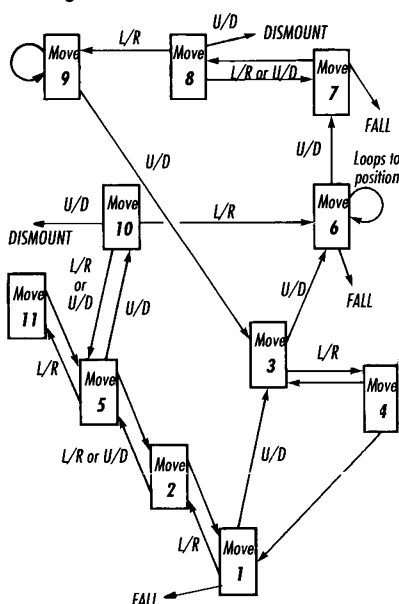 U/D
DISMOUNT
L/R
Move
9
Move
8
L/R or U/D
Move
7
FALL
U/D
U/D
Loops to
position
Move
10
U/D
DISMOUNT
L/R
Move
6
FALL
L/R
or
U/D
U/D
U/D
Move
11
L/R
Move
5
Move
3
L/R
Move
4
L/R or U/D
Move
2
U/D
L/R
Move
1
FALL